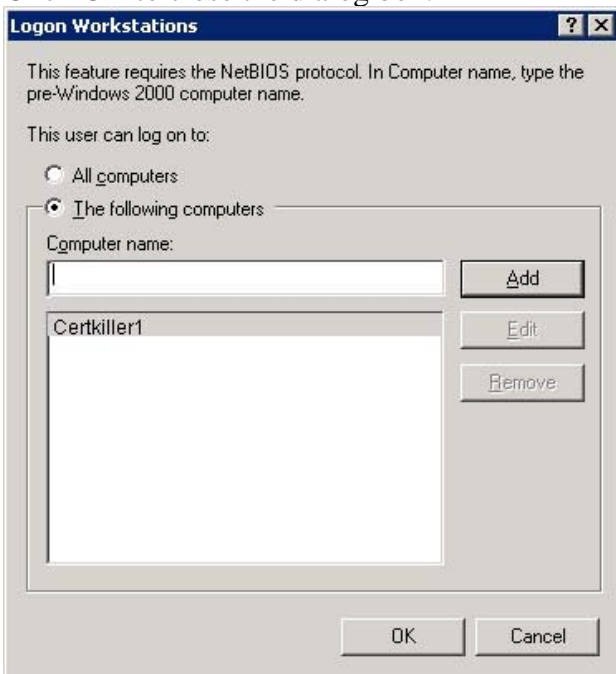 Logon Workstations
This feature requires the NetBIOS protocol. In Computer name, type the
pre-Windows 2000 computer name.
This user can log on to:
All computers
The following computers
Computer name:
Add
Certkiller1
Edit
Remove
OK
Cancel